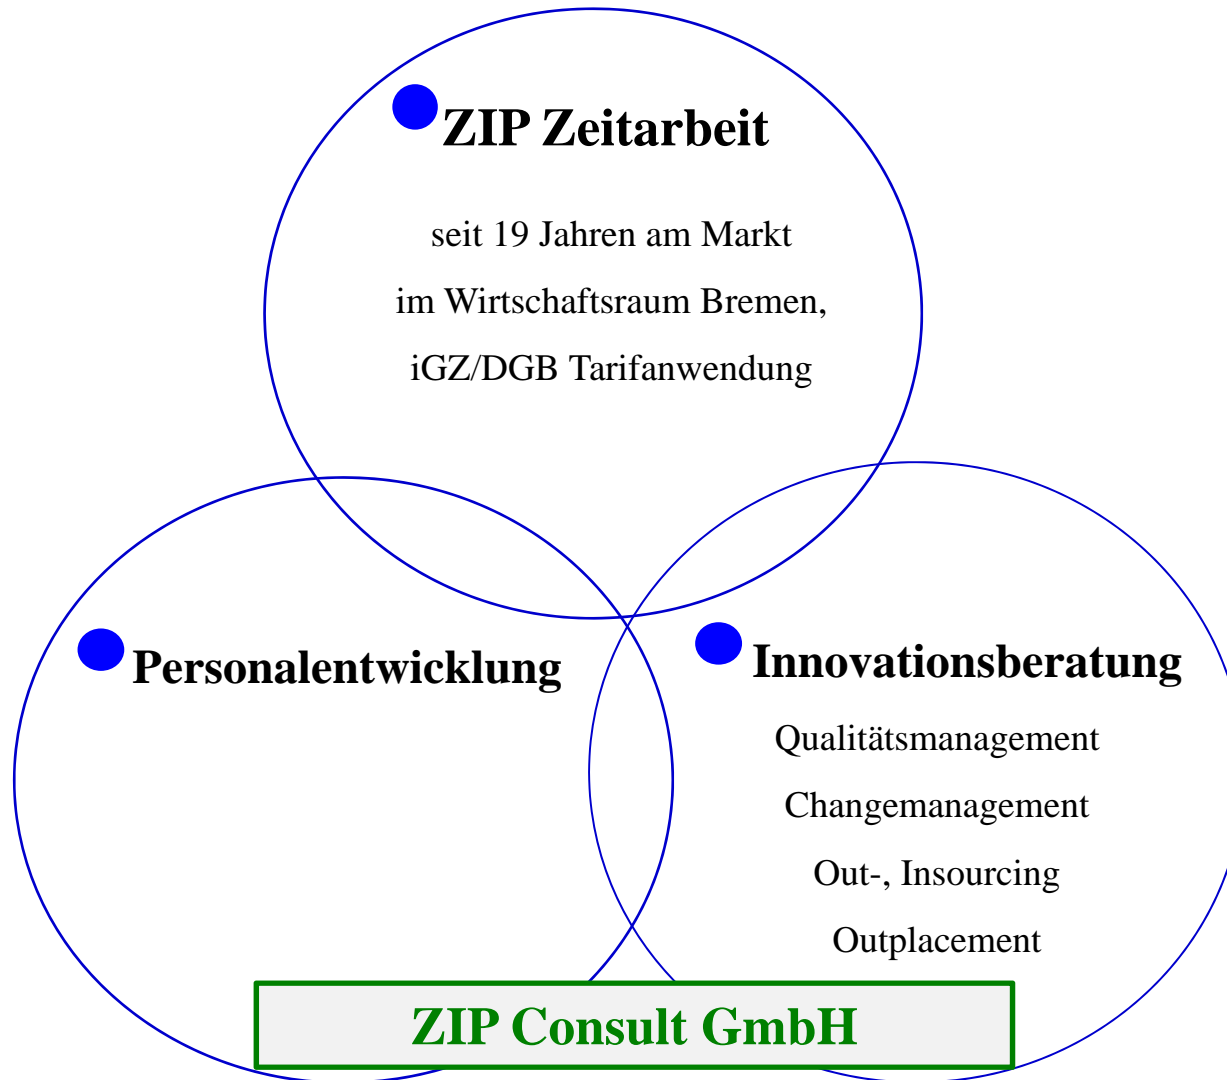 ZIP Zeitarbeit
seit 19 Jahren am Markt
im Wirtschaftsraum Bremen,
iGZ/DGB Tarifanwendung
Personalentwicklung
Innovationsberatung
Qualitätsmanagement
Changemanagement
Out-, Insourcing
Outplacement
ZIP Consult GmbH